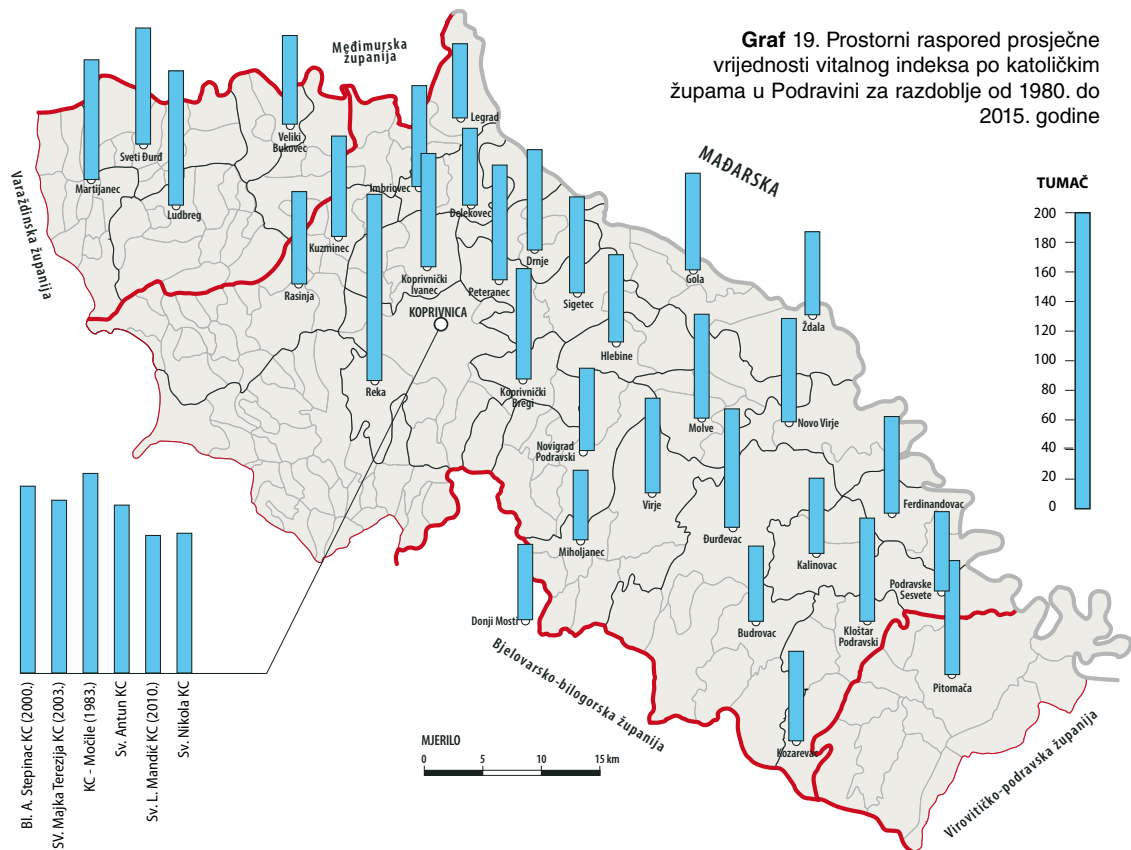 Graf 19. Prostorni raspored prosječne
vrijednosti vitalnog indeksa po katoličkim
župama u Podravini za razdoblje od 1980. do
2015. godine
Međimurska
županija
Varaždinska županija
MAĐARSKA
Bjelovarsko-bilogorska županija
Virovitičko-podravska županija
TUMAČ
200
180
160
140
120
100
80
60
40
20
0
Legrad
Veliki
Bukovec
Sveti Đurđ
Martijanec
Ludbreg
Imbriovec
Đelekovec
Kuzminec
Drnje
Rasinja
Koprivnički
Ivanec
Peteranec
Sigetec
Gola
KOPRIVNICA
Ždala
Hlebine
Reka
Koprivnički
Bregi
Molve
Novo Virje
Novigrad
Podravski
Virje
Ferdinandovac
Đurđevac
Miholjanec
Kalinovac
Podravske
Sesvete
Donji Mosti
Budrovac
Kloštar
Podravski
Pitomača
Kozarevac
Bl. A. Stepinac KC (2000.)
SV. Majka Terezija KC (2003.)
KC - Močile (1983.)
Sv. Antun KC
Sv. L. Mandić KC (2010.)
Sv. Nikola KC
MJERILO
0 5 10 15 km